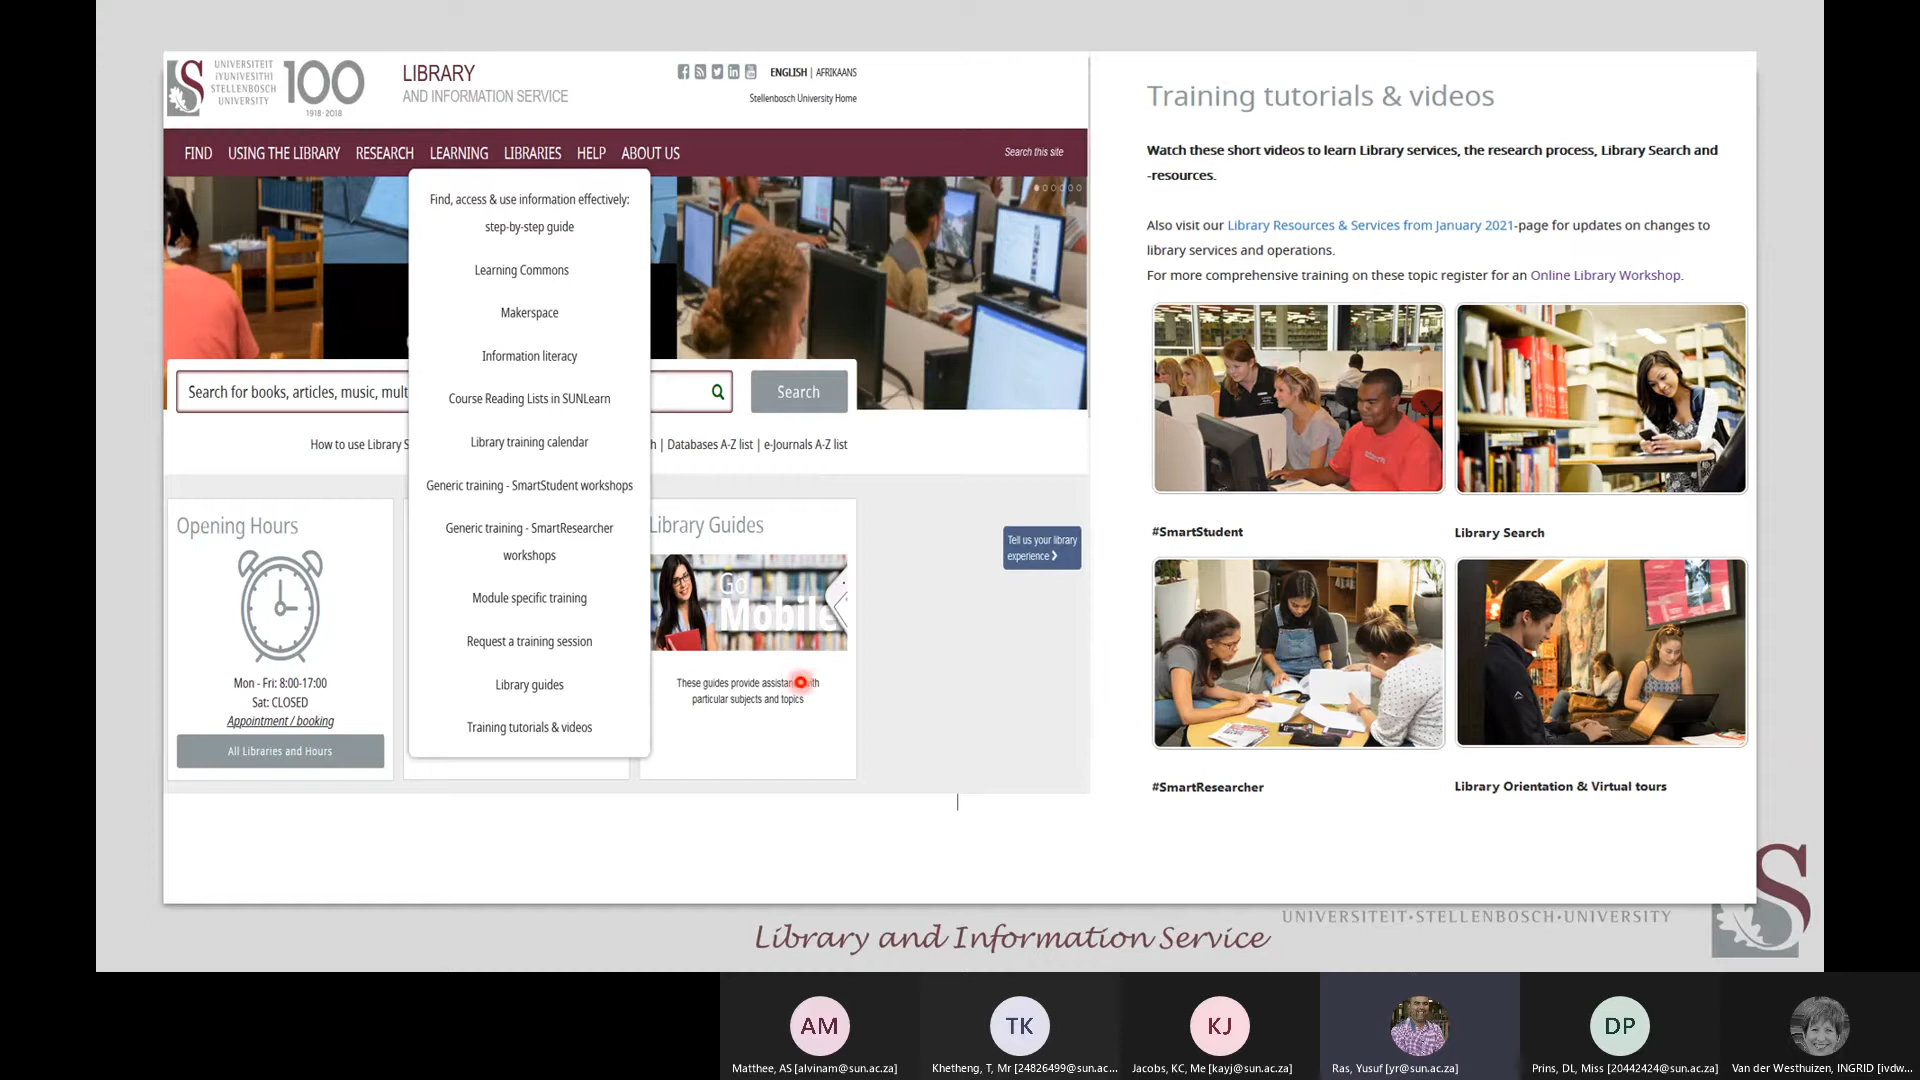 UNIVERSITEIT
iYUNIVESITHI
STELLENBOSCH
UNIVERSITY
100
1918·2018
LIBRARY
AND INFORMATION SERVICE
ENGLISH | AFRIKAANS
Stellenbosch University Home
FIND USING THE LIBRARY RESEARCH LEARNING LIBRARIES HELP ABOUT US
Search this site
Find, access & use information effectively:
step-by-step guide
Learning Commons
Makerspace
Information literacy
Course Reading Lists in SUNLearn
Library training calendar
Generic training - SmartStudent workshops
Generic training - SmartResearcher
workshops
Module specific training
Request a training session
Library guides
Training tutorials & videos
Search for books, articles, music, mult
Search
How to use Library S
h | Databases A-Z list | e-Journals A-Z list
Opening Hours
Mon - Fri: 8:00-17:00
Sat: CLOSED
Appointment / booking
All Libraries and Hours
Library Guides
Go
Mobile
These guides provide assistance with
particular subjects and topics
Tell us your library
experience
Training tutorials & videos
Watch these short videos to learn Library services, the research process, Library Search and
-resources.
Also visit our Library Resources & Services from January 2021-page for updates on changes to
library services and operations.
For more comprehensive training on these topic register for an Online Library Workshop.
#SmartStudent
Library Search
#SmartResearcher
Library Orientation & Virtual tours
UNIVERSITEIT·STELLENBOSCH·UNIVERSITY
Library and Information Service
AM
TK
KJ
DP
Matthee, AS [alvinam@sun.ac.za]
Khetheng, T, Mr [24826499@sun.ac...
Jacobs, KC, Me [kayj@sun.ac.za]
Ras, Yusuf [yr@sun.ac.za]
Prins, DL, Miss [20442424@sun.ac.za]
Van der Westhuizen, INGRID [ivdw...